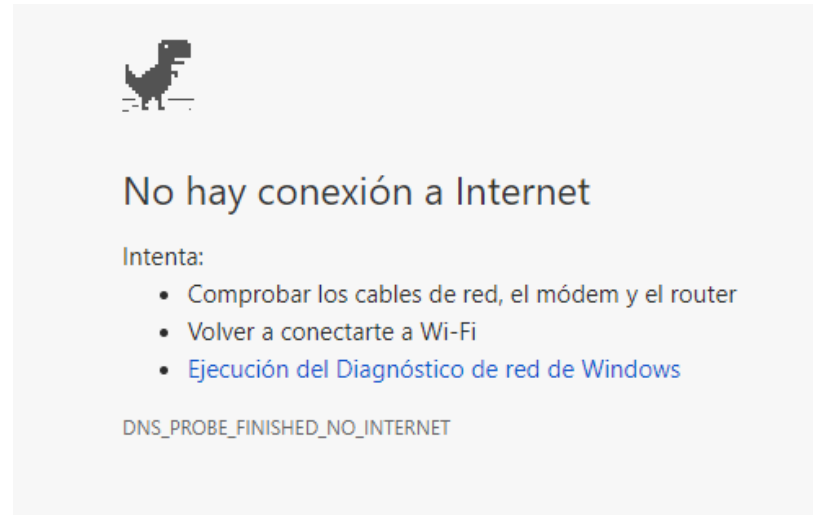 No hay conexión a Internet
Intenta:
• Comprobar los cables de red, el módem y el router
• Volver a conectarte a Wi-Fi
• Ejecución del Diagnóstico de red de Windows
DNS_PROBE_FINISHED_NO_INTERNET